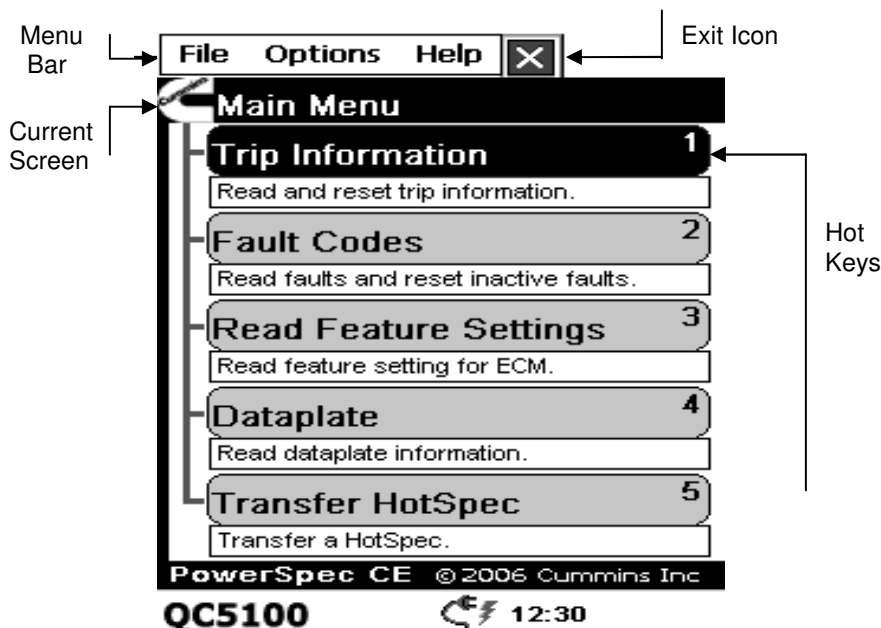 Menu
Bar
File Options Help
Exit Icon
Current
Screen
Cummins
Main Menu
Trip Information 1
Read and reset trip information.
Fault Codes 2
Read faults and reset inactive faults.
Hot
Keys
Read Feature Settings 3
Read feature setting for ECM.
Dataplate 4
Read dataplate information.
Transfer HotSpec 5
Transfer a HotSpec.
PowerSpec CE ©2006 Cummins Inc
QC5100 12:30